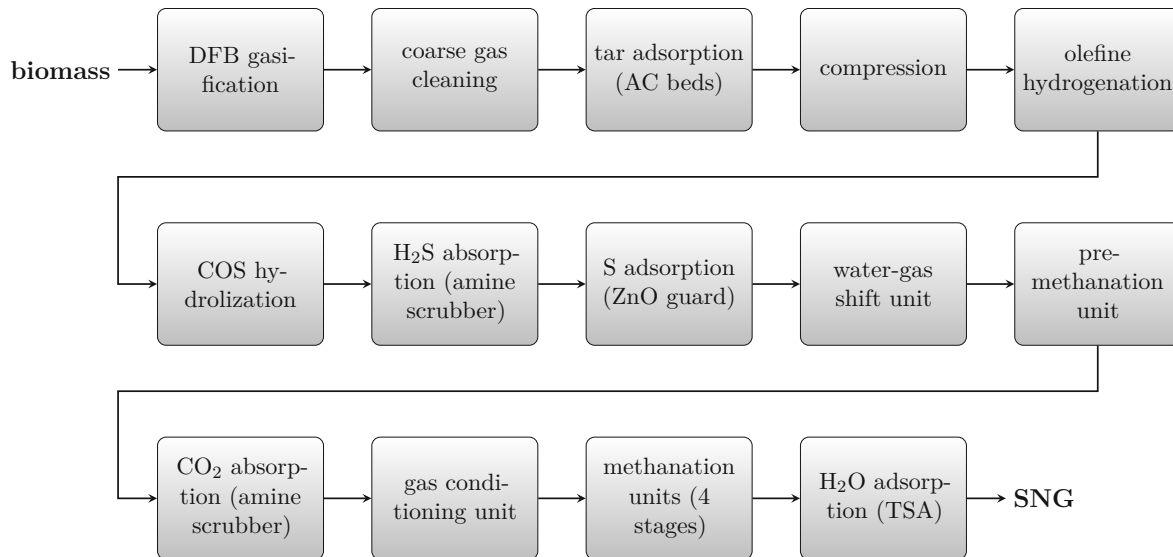 biomass
DFB gasi-
fication
coarse gas
cleaning
tar adsorption
(AC beds)
compression
olefine
hydrogenation
COS hy-
drolization
H₂S absorp-
tion (amine
scrubber)
S adsorption
(ZnO guard)
water-gas
shift unit
pre-
methanation
unit
CO₂ absorp-
tion (amine
scrubber)
gas condi-
tioning unit
methanation
units (4
stages)
H₂O adsorp-
tion (TSA)
SNG